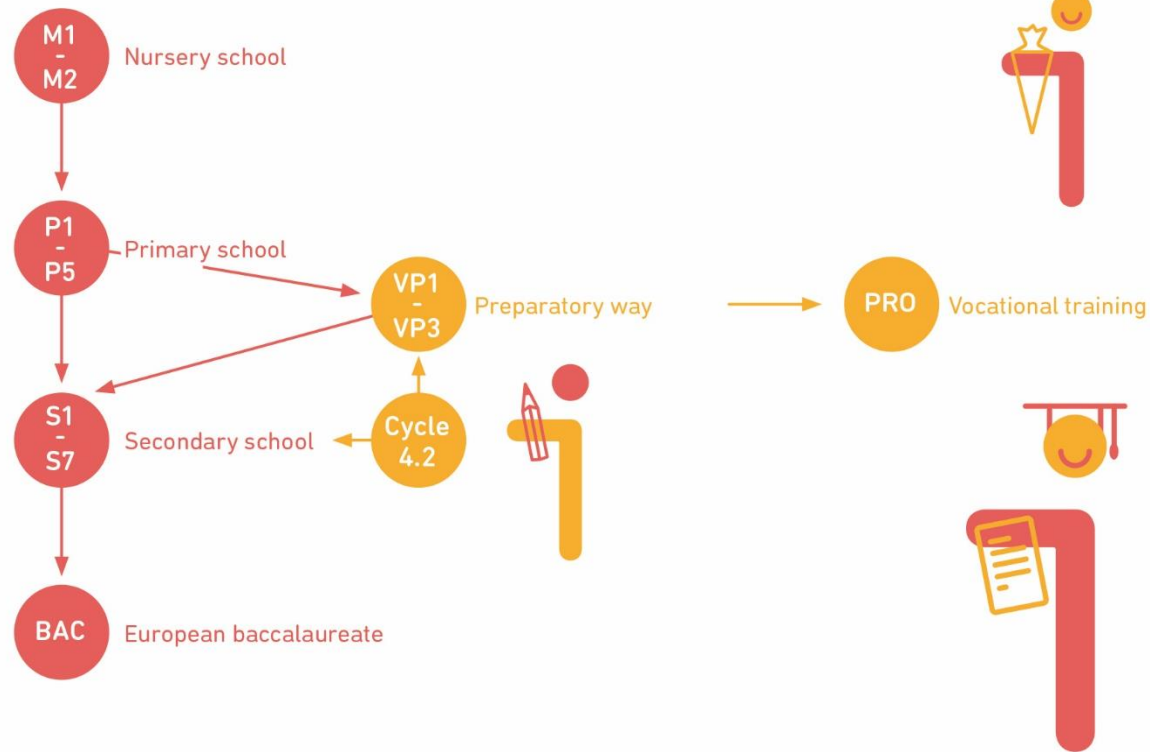 M1
-
M2
Nursery school
P1
-
P5
Primary school
VP1
-
VP3
Preparatory way
PRO
Vocational training
S1
-
S7
Secondary school
Cycle
4.2
BAC
European baccalaureate